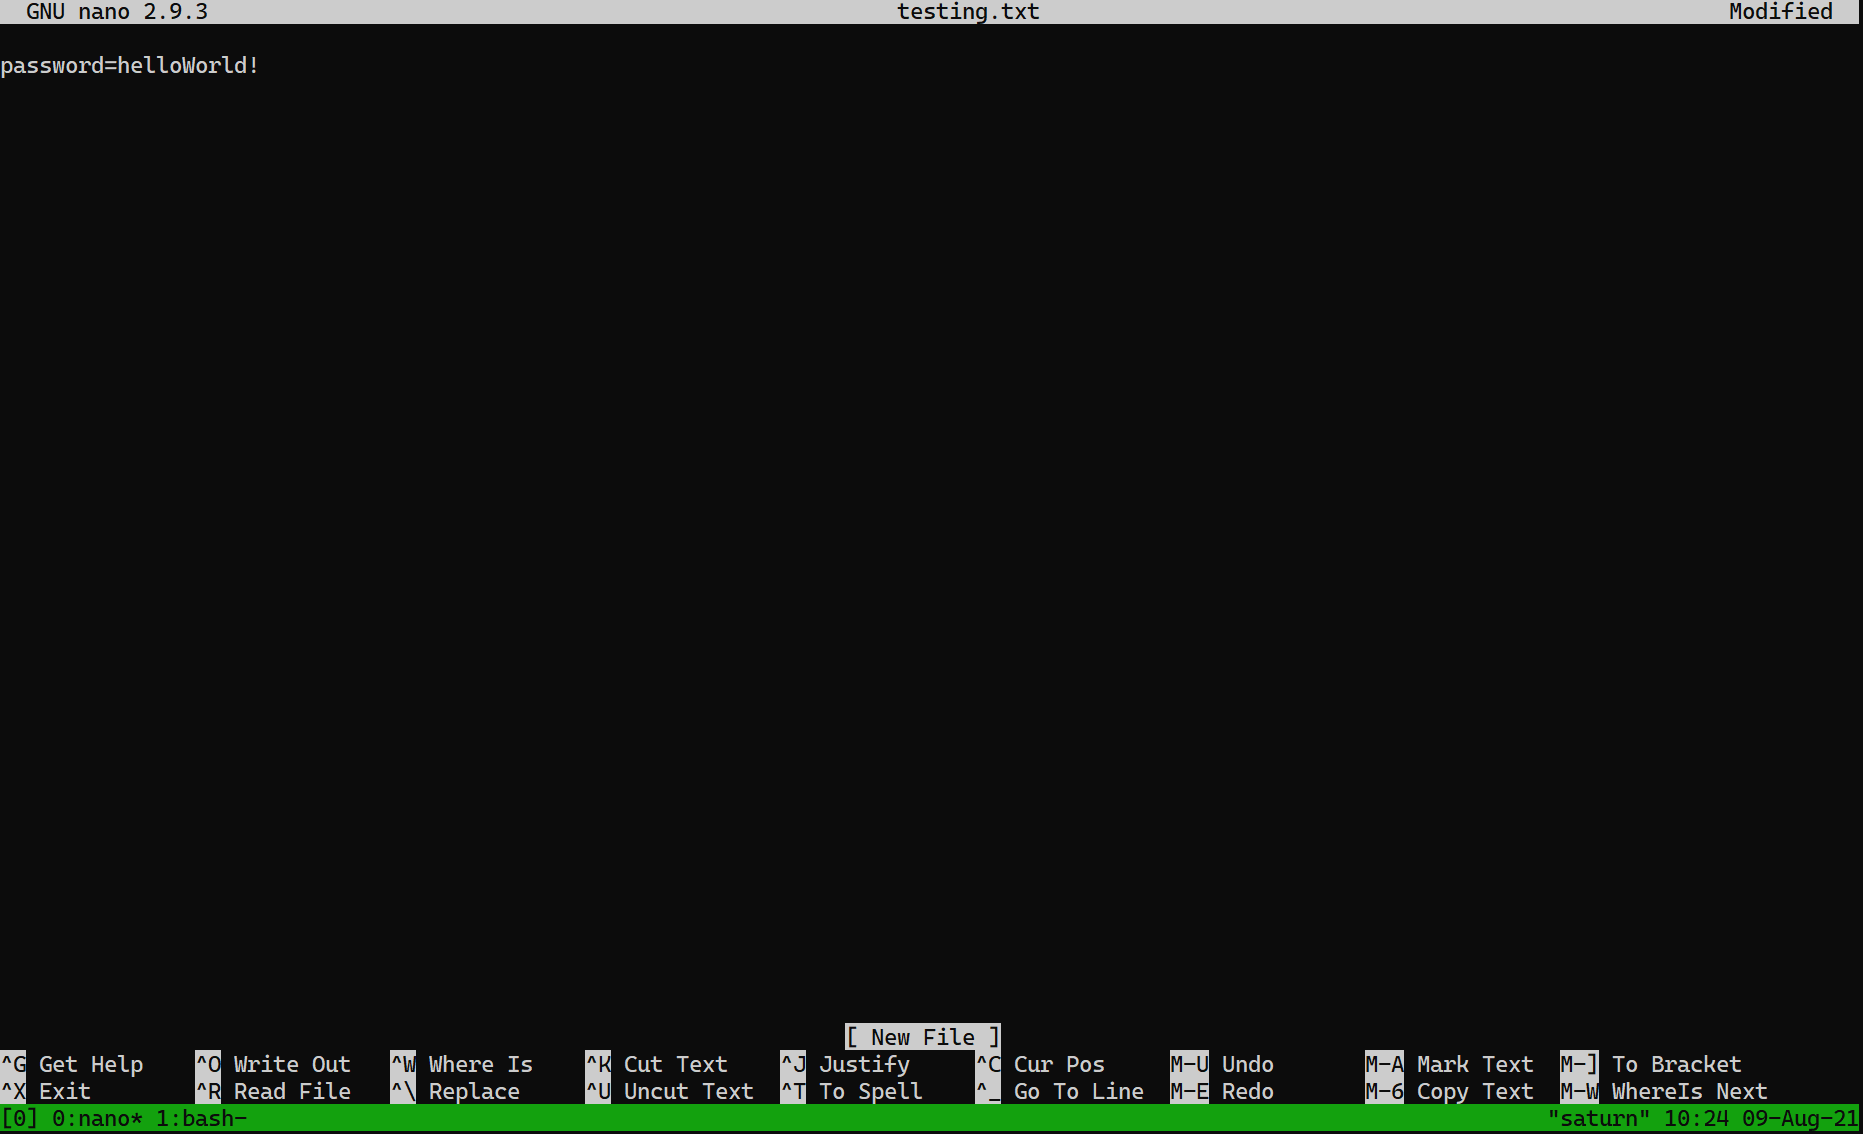 GNU nano 2.9.3 testing.txt Modified
password=helloWorld!
[ New File ]
^G Get Help ^O Write Out ^W Where Is ^K Cut Text ^J Justify ^C Cur Pos M-U Undo M-A Mark Text M-] To Bracket
^X Exit ^R Read File ^\ Replace ^U Uncut Text ^T To Spell ^_ Go To Line M-E Redo M-6 Copy Text M-W WhereIs Next
[0] 0:nano* 1:bash- "saturn" 10:24 09-Aug-21